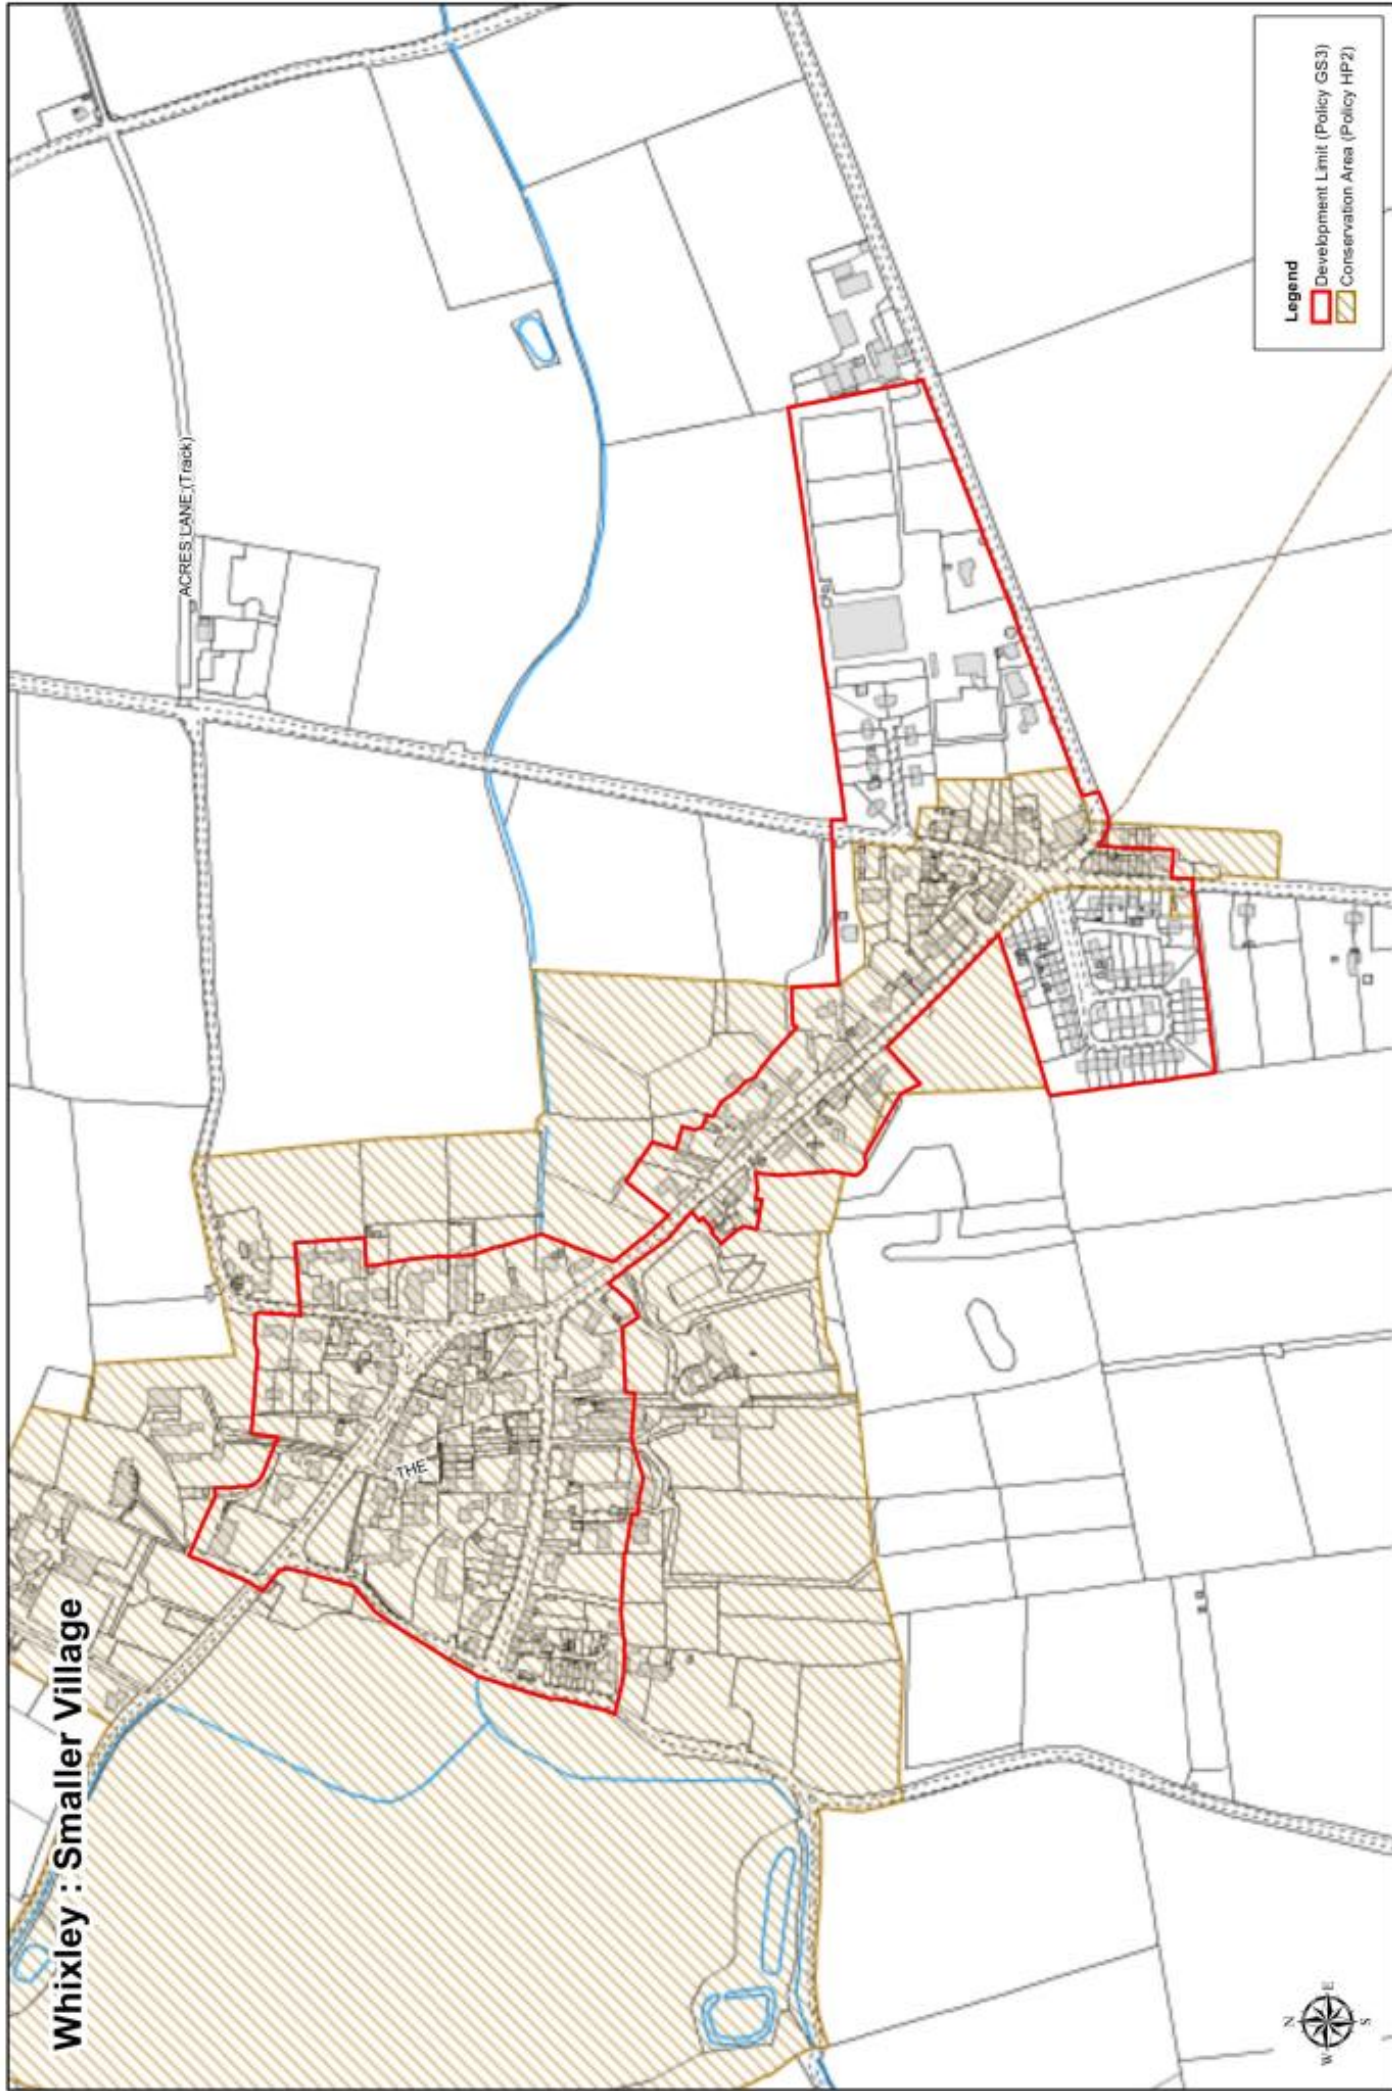 Whixley : Smaller Village
ACRES LANE (Track)
THE
Legend
Development Limit (Policy GS3)
Conservation Area (Policy HP2)
N
W E
S